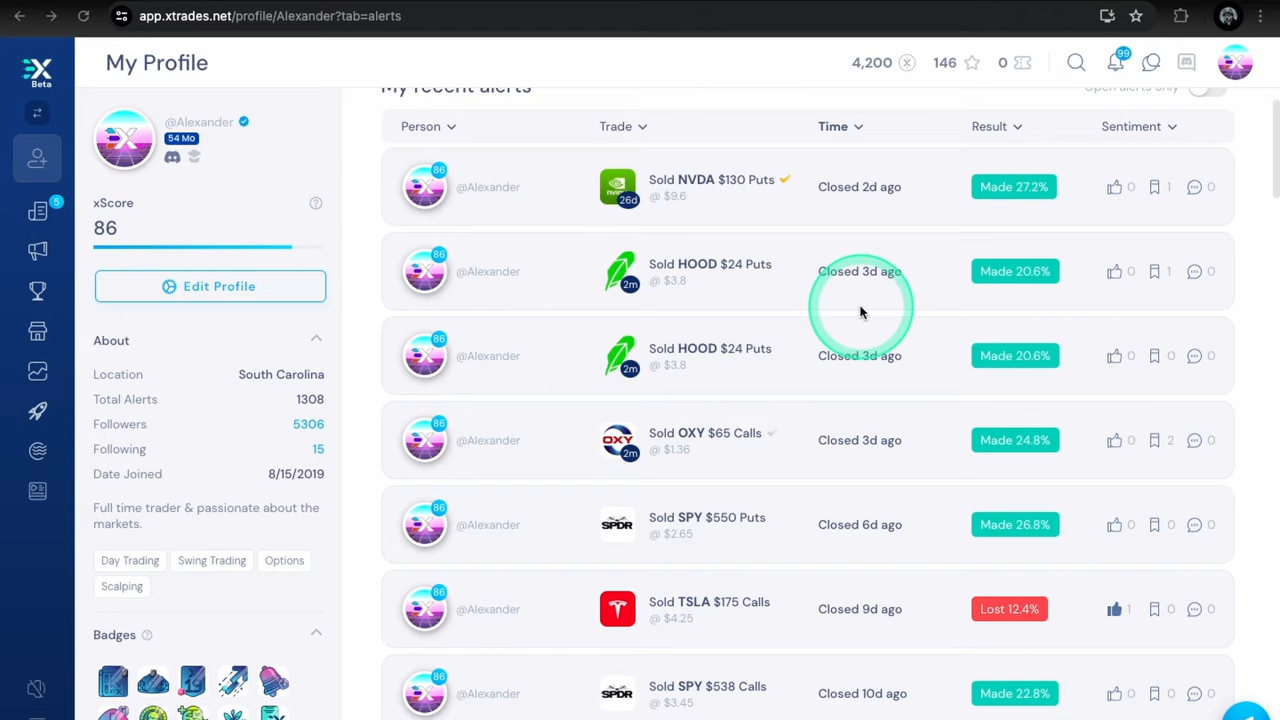 app.xtrades.net/profile/Alexander?tab=alerts
X
Beta
My Profile
4,200
146
0
99
5
@Alexander
54 Mo
xScore
86
Edit Profile
About
Location South Carolina
Total Alerts 1308
Followers 5306
Following 15
Date Joined 8/15/2019
Full time trader & passionate about the
markets.
Day Trading Swing Trading Options
Scalping
Badges
My recent alerts
Open alerts only
Person Trade Time Result Sentiment
86 @Alexander NVIDIA 26d Sold NVDA $130 Puts Closed 2d ago Made 27.2% 0 1 0
@ $9.6
86 @Alexander 2m Sold HOOD $24 Puts Closed 3d ago Made 20.6% 0 1 0
@ $3.8
86 @Alexander 2m Sold HOOD $24 Puts Closed 3d ago Made 20.6% 0 0 0
@ $3.8
86 @Alexander OXY 2m Sold OXY $65 Calls Closed 3d ago Made 24.8% 0 2 0
@ $1.36
86 @Alexander SPDR Sold SPY $550 Puts Closed 6d ago Made 26.8% 0 0 0
@ $2.65
86 @Alexander Sold TSLA $175 Calls Closed 9d ago Lost 12.4% 1 0 0
@ $4.25
86 @Alexander SPDR Sold SPY $538 Calls Closed 10d ago Made 22.8% 0 0 0
@ $3.45